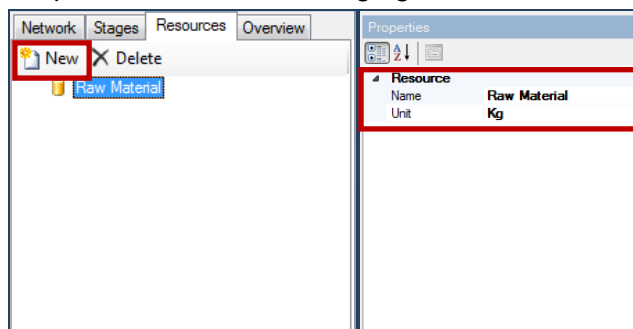 Network Stages Resources Overview
New Delete
Raw Material
Properties
Resource
Name Raw Material
Unit Kg